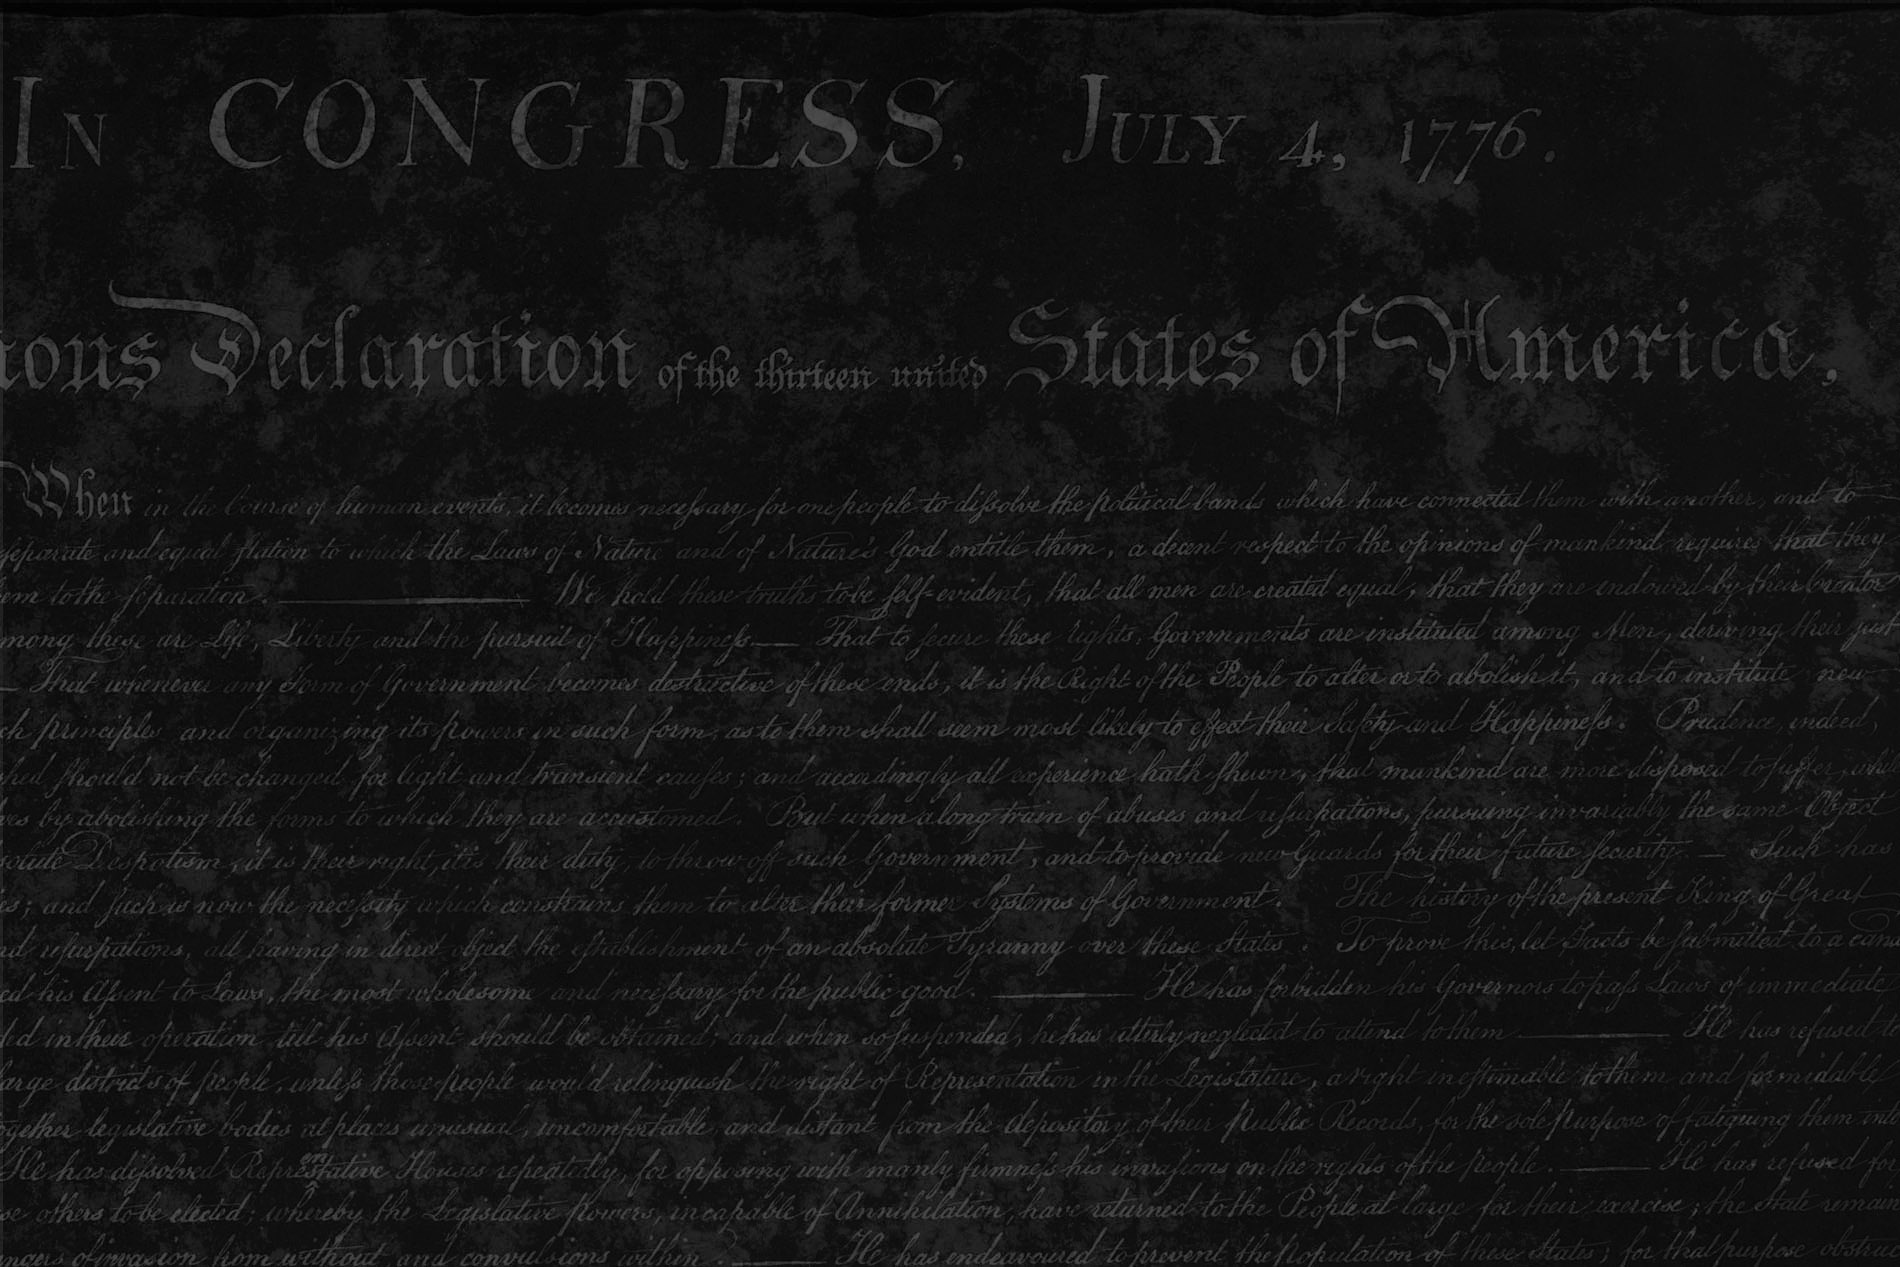 In CONGRESS, July 4, 1776.
ous Declaration of the thirteen united States of America,
When in the Course of human events, it becomes necessary for one people to dissolve the political bands which have connected them with another, and to
separate and equal station to which the Laws of Nature and of Nature's God entitle them, a decent respect to the opinions of mankind requires that they
em to the separation. ——— We hold these truths to be self-evident, that all men are created equal, that they are endowed by their Creator
mong these are Life, Liberty and the pursuit of Happiness.— That to secure these rights, Governments are instituted among Men, deriving their just
— That whenever any Form of Government becomes destructive of these ends, it is the Right of the People to alter or to abolish it, and to institute new
ch principles and organizing its powers in such form, as to them shall seem most likely to effect their Safety and Happiness. Prudence, indeed,
hed should not be changed for light and transient causes; and accordingly all experience hath shewn, that mankind are more disposed to suffer, whi
es by abolishing the forms to which they are accustomed. But when a long train of abuses and usurpations, pursuing invariably the same Object
solute Despotism, it is their right, it is their duty, to throw off such Government, and to provide new Guards for their future security. — Such has
es; and such is now the necessity which constrains them to alter their former Systems of Government. The history of the present King of Great
nd usurpations, all having in direct object the establishment of an absolute Tyranny over these States. To prove this, let Facts be submitted to a can
ed his Assent to Laws, the most wholesome and necessary for the public good. ——— He has forbidden his Governors to pass Laws of immediate
ed in their operation till his Assent should be obtained; and when so suspended, he has utterly neglected to attend to them ——— He has refused t
arge districts of people, unless those people would relinquish the right of Representation in the Legislature, a right inestimable to them and formidable
ogether legislative bodies at places unusual, uncomfortable, and distant from the depository of their Public Records, for the sole purpose of fatiguing them
He has dissolved Representative Houses repeatedly, for opposing with manly firmness his invasions on the rights of the people. ——— He has refused for
se others to be elected; whereby the Legislative powers, incapable of Annihilation, have returned to the People at large for their exercise; the State remain
ngers of invasion from without, and convulsions within. ——— He has endeavoured to prevent the population of these States; for that purpose obstruc